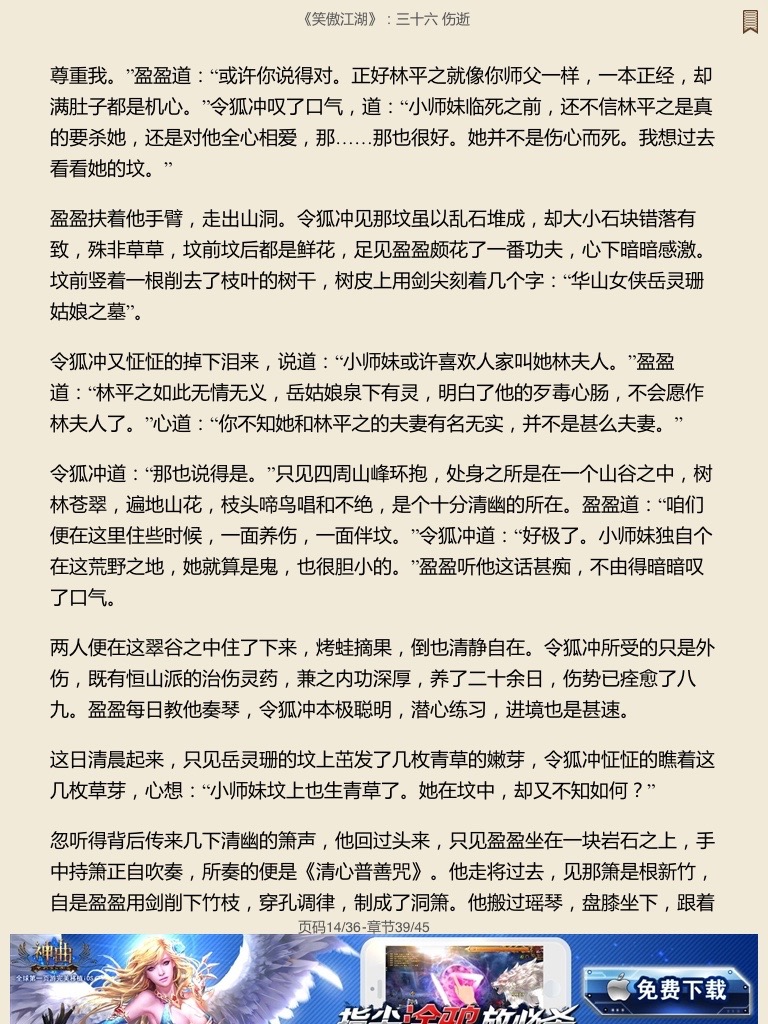 《笑傲江湖》：三十六 伤逝
尊重我。”盈盈道：“或许你说得对。正好林平之就像你师父一样，一本正经，却
满肚子都是机心。”令狐冲叹了口气，道：“小师妹临死之前，还不信林平之是真
的要杀她，还是对他全心相爱，那……那也很好。她并不是伤心而死。我想过去
看看她的坟。”
盈盈扶着他手臂，走出山洞。令狐冲见那坟虽以乱石堆成，却大小石块错落有
致，殊非草草，坟前坟后都是鲜花，足见盈盈颇花了一番功夫，心下暗暗感激。
坟前竖着一根削去了枝叶的树干，树皮上用剑尖刻着几个字：“华山女侠岳灵珊
姑娘之墓”。
令狐冲又怔怔的掉下泪来，说道：“小师妹或许喜欢人家叫她林夫人。”盈盈
道：“林平之如此无情无义，岳姑娘泉下有灵，明白了他的歹毒心肠，不会愿作
林夫人了。”心道：“你不知她和林平之的夫妻有名无实，并不是甚么夫妻。”
令狐冲道：“那也说得是。”只见四周山峰环抱，处身之所是在一个山谷之中，树
林苍翠，遍地山花，枝头啼鸟唱和不绝，是个十分清幽的所在。盈盈道：“咱们
便在这里住些时候，一面养伤，一面伴坟。”令狐冲道：“好极了。小师妹独自个
在这荒野之地，她就算是鬼，也很胆小的。”盈盈听他这话甚痴，不由得暗暗叹
了口气。
两人便在这翠谷之中住了下来，烤蛙摘果，倒也清静自在。令狐冲所受的只是外
伤，既有恒山派的治伤灵药，兼之内功深厚，养了二十余日，伤势已痊愈了八
九。盈盈每日教他奏琴，令狐冲本极聪明，潜心练习，进境也是甚速。
这日清晨起来，只见岳灵珊的坟上茁发了几枚青草的嫩芽，令狐冲怔怔的瞧着这
几枚草芽，心想：“小师妹坟上也生青草了。她在坟中，却又不知如何？”
忽听得背后传来几下清幽的箫声，他回过头来，只见盈盈坐在一块岩石之上，手
中持箫正自吹奏，所奏的便是《清心普善咒》。他走将过去，见那箫是根新竹，
自是盈盈用剑削下竹枝，穿孔调律，制成了洞箫。他搬过瑶琴，盘膝坐下，跟着
页码14/36-章节39/45
神曲
免费下载
指尖